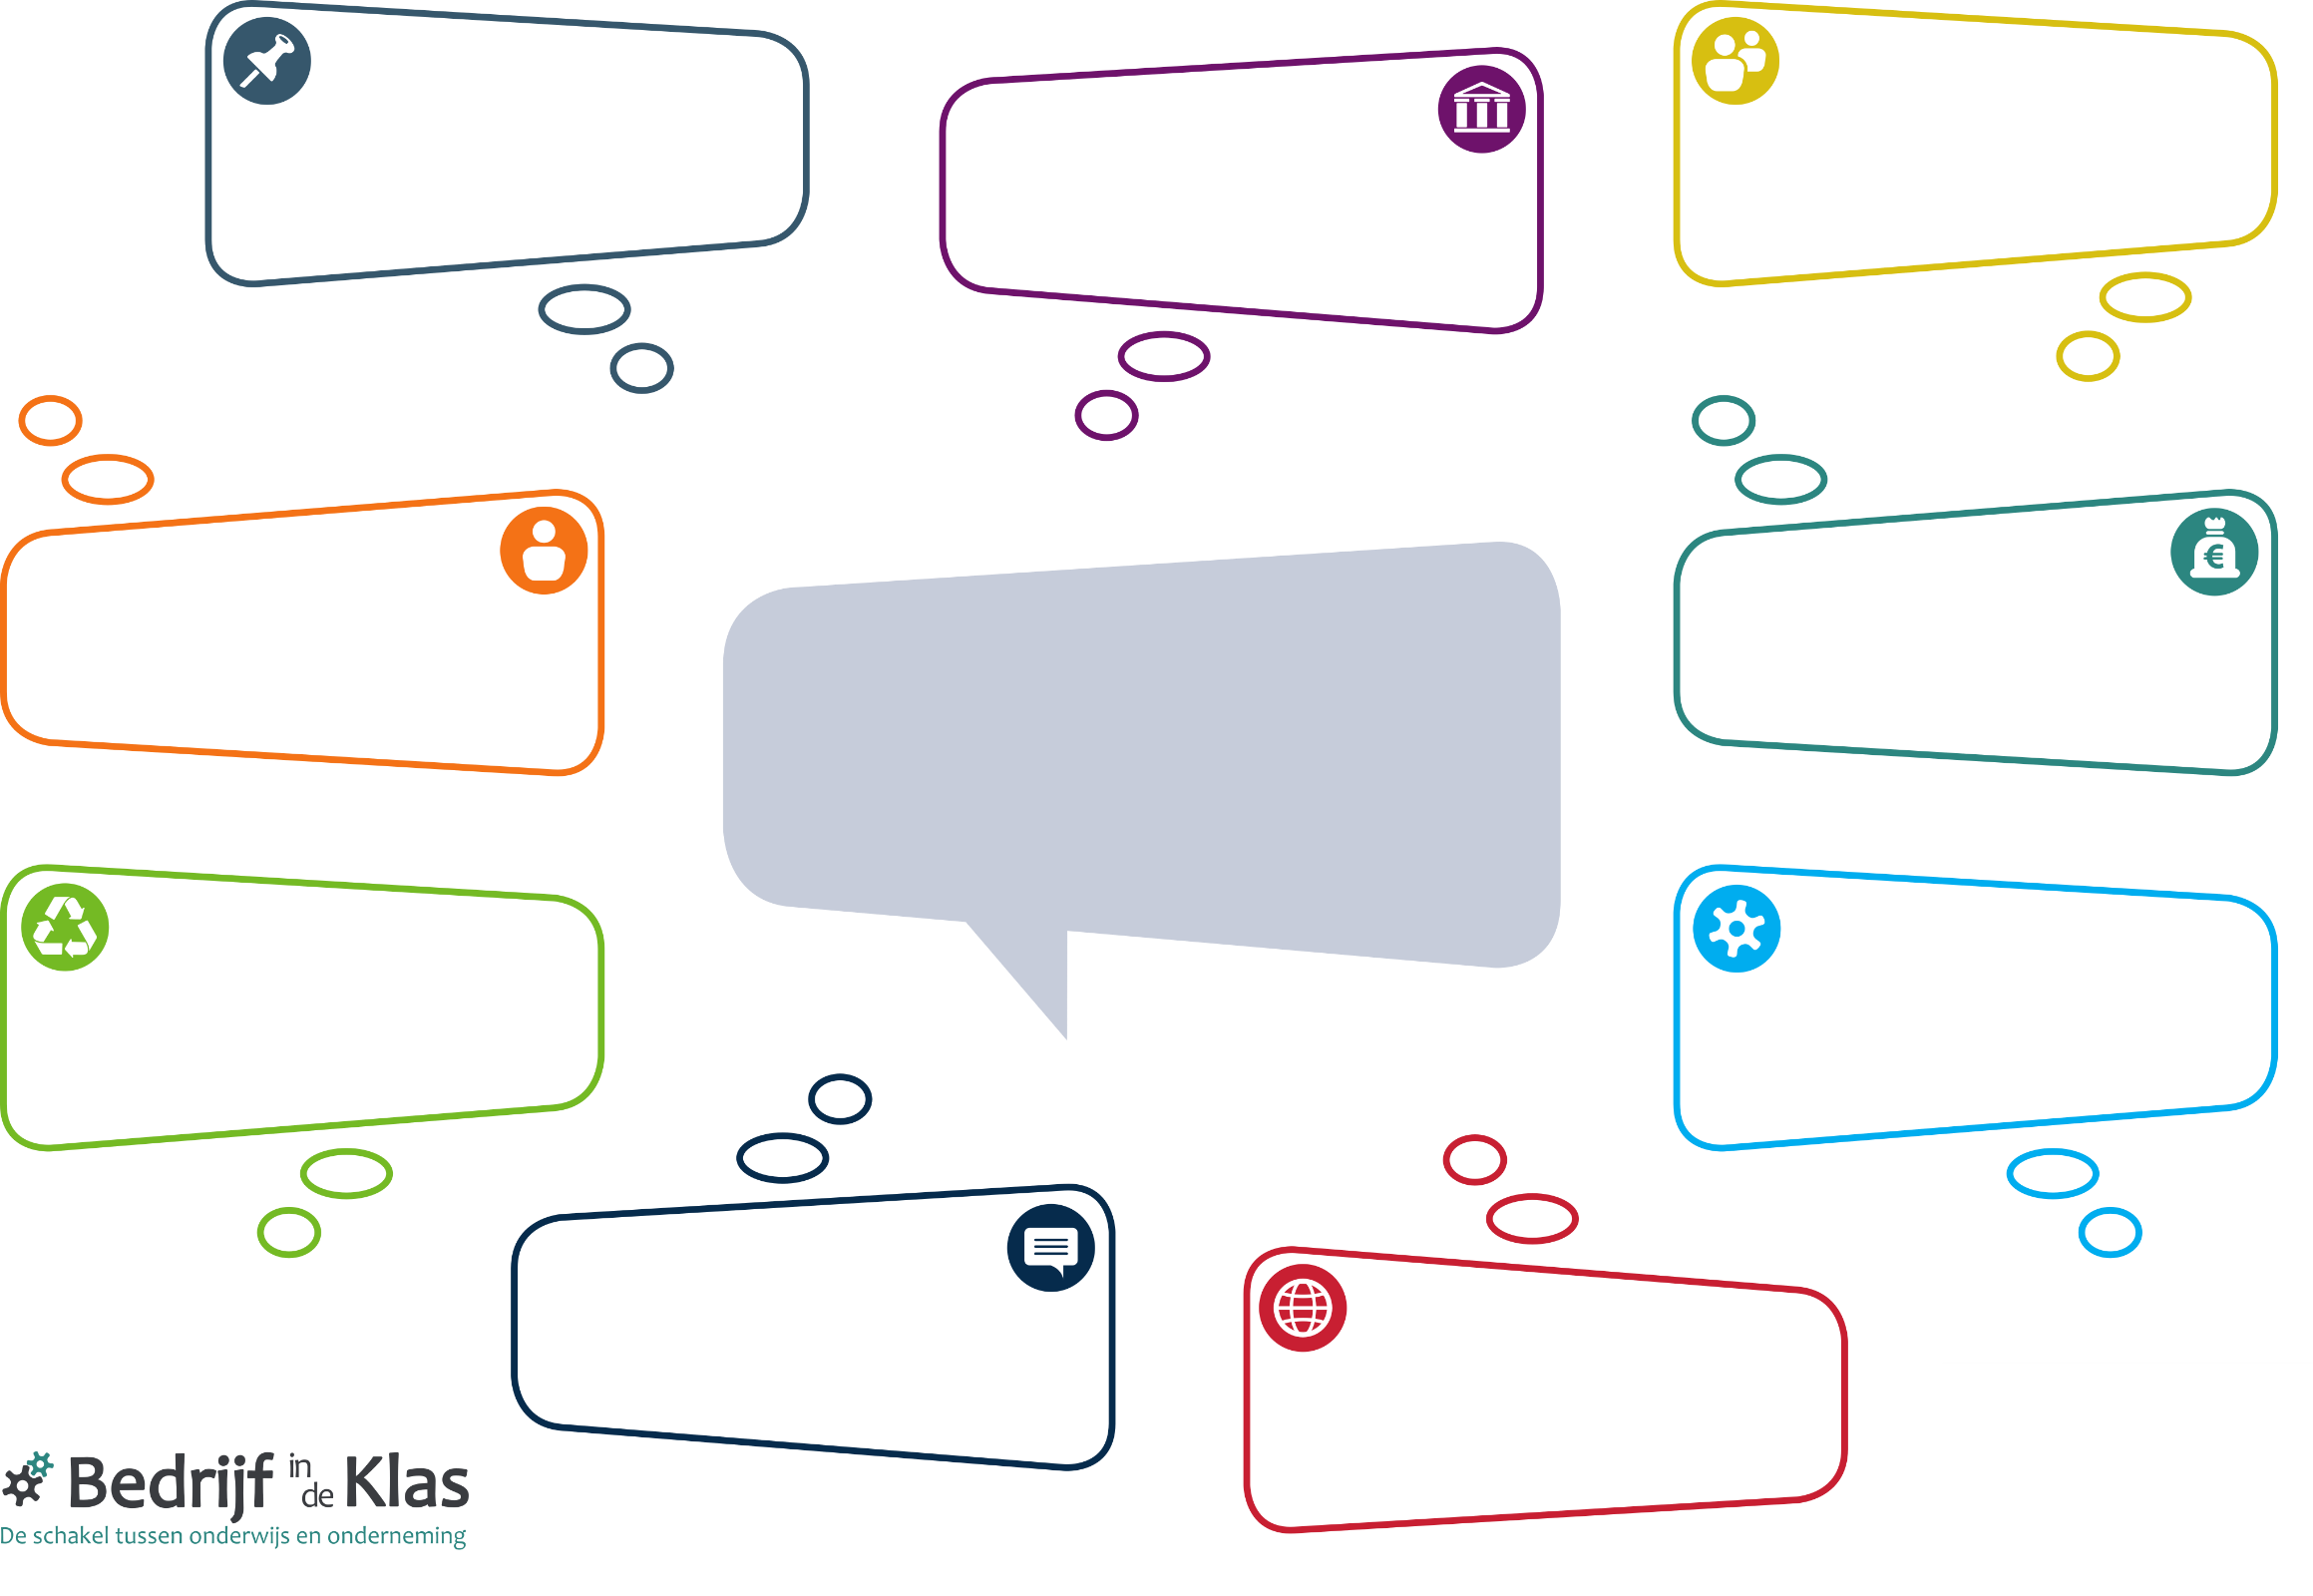 Bedrijf in de Klas
De schakel tussen onderwijs en onderneming